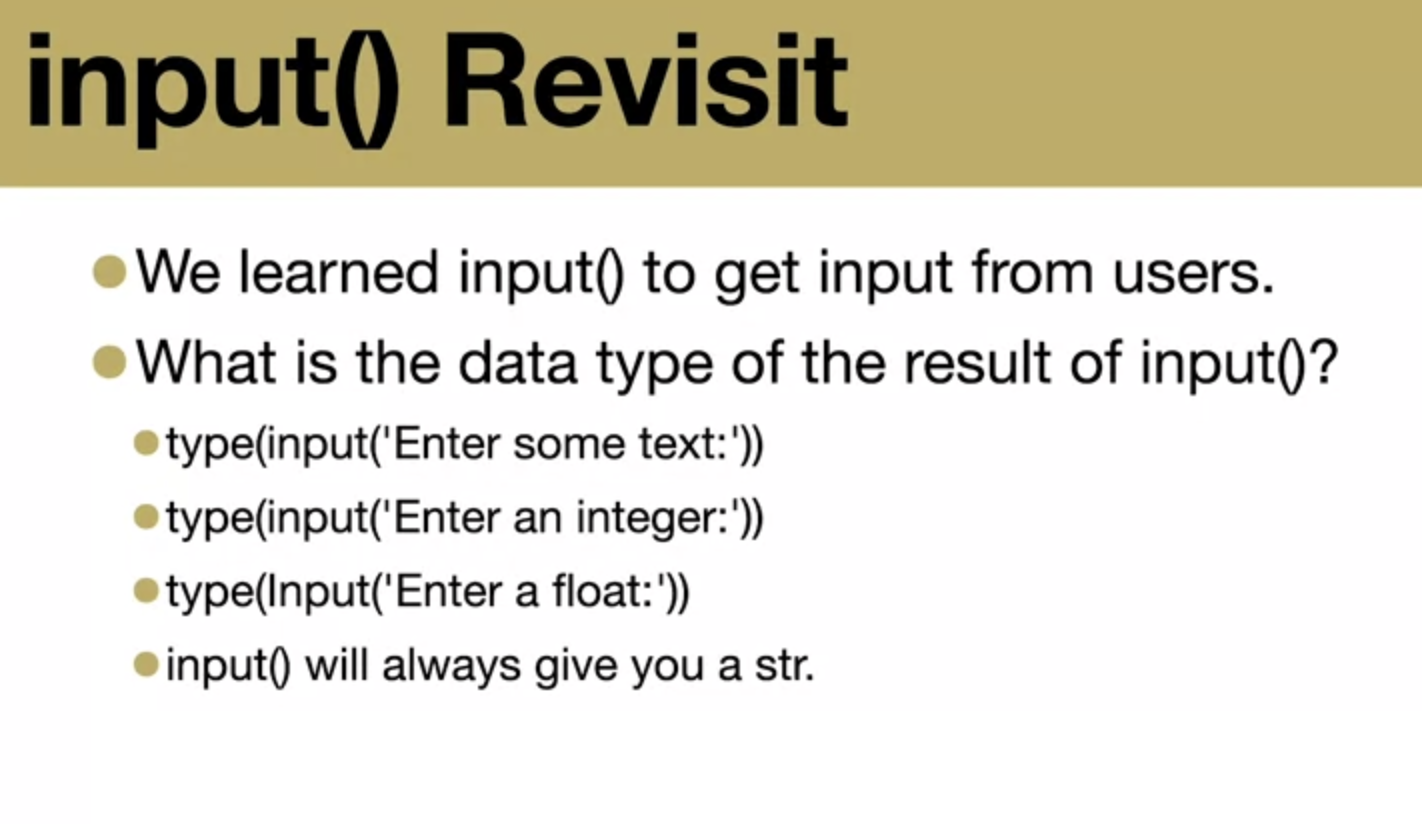 input() Revisit
We learned input() to get input from users.
What is the data type of the result of input()?
type(input('Enter some text:'))
type(input('Enter an integer:'))
type(Input('Enter a float:'))
input() will always give you a str.